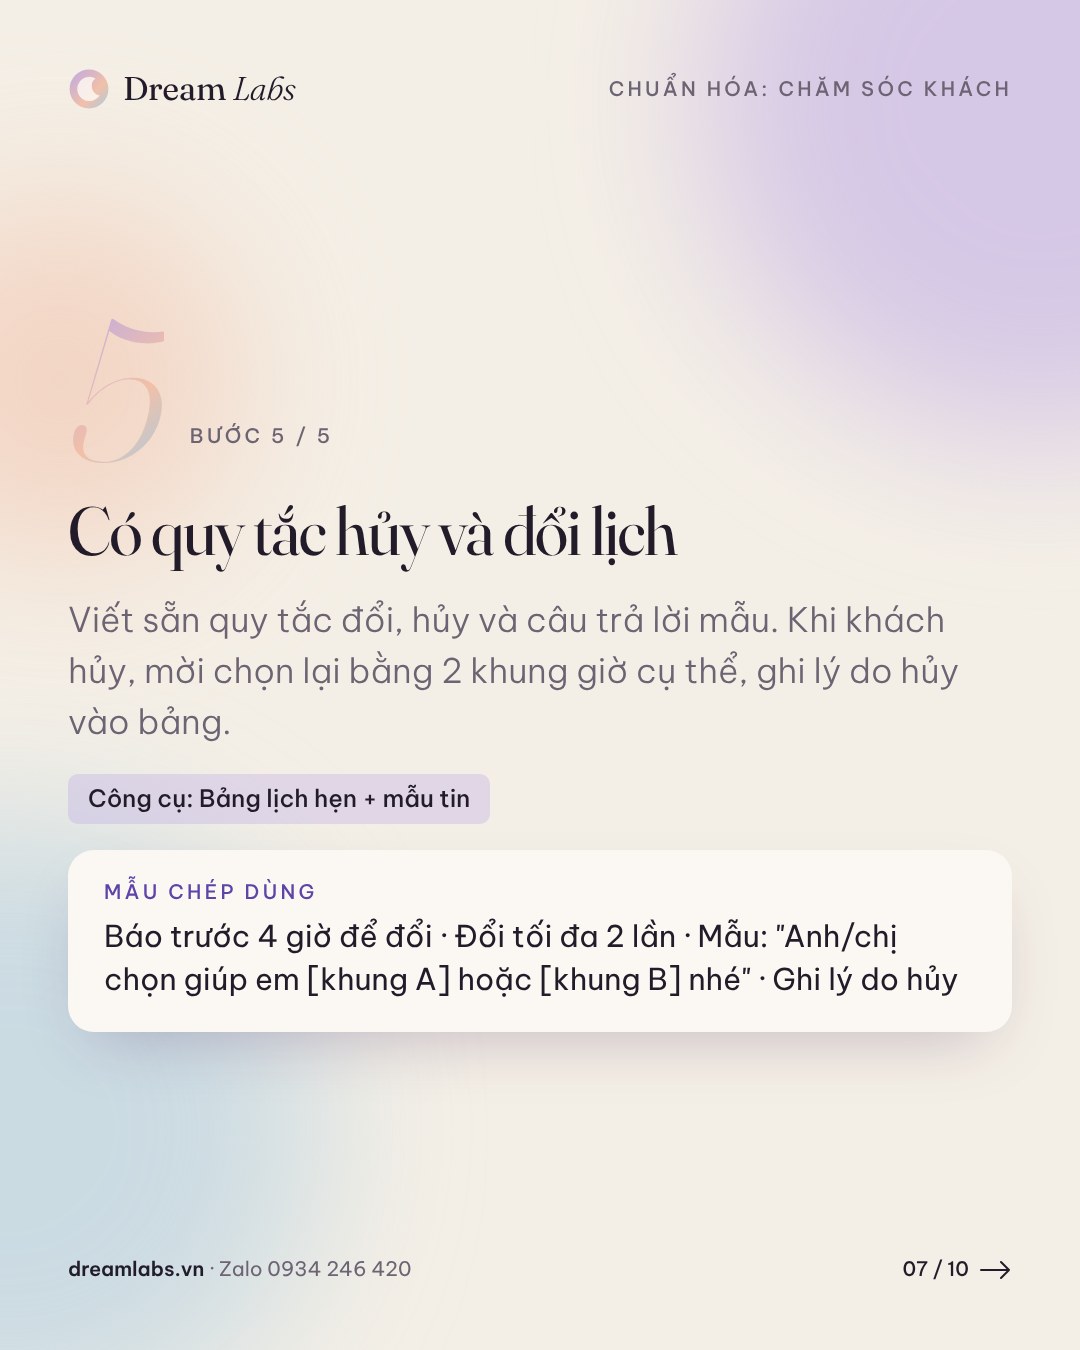 Dream Labs
CHUẨN HÓA: CHĂM SÓC KHÁCH
5
BƯỚC 5 / 5
Có quy tắc hủy và đổi lịch
Viết sẵn quy tắc đổi, hủy và câu trả lời mẫu. Khi khách
hủy, mời chọn lại bằng 2 khung giờ cụ thể, ghi lý do hủy
vào bảng.
Công cụ: Bảng lịch hẹn + mẫu tin
MẪU CHÉP DÙNG
Báo trước 4 giờ để đổi · Đổi tối đa 2 lần · Mẫu: "Anh/chị
chọn giúp em [khung A] hoặc [khung B] nhé" · Ghi lý do hủy
dreamlabs.vn · Zalo 0934 246 420
07 / 10 →